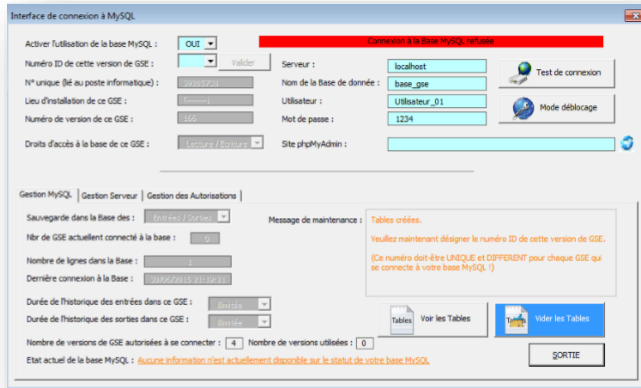 Interface de connexion à MySQL
Activer l'utilisation de la base MySQL :
OUI
Connexion à la Base MySQL refusée
Numéro ID de cette version de GSE :
Valider
Serveur :
localhost
Test de connexion
N° unique (lié au poste informatique) :
Nom de la Base de donnée :
base_gse
Lieu d'installation de ce GSE :
Utilisateur :
Utilisateur_01
Mode déblocage
Numéro de version de ce GSE :
166
Mot de passe :
1234
Droits d'accès à la base de ce GSE :
Lecture / Ecriture
Site phpMyAdmin :
Gestion MySQL
Gestion Serveur
Gestion des Autorisations
Sauvegarde dans la Base des :
Entrées / Sorties
Message de maintenance :
Tables créées.
Veuillez maintenant désigner le numéro ID de cette version de GSE.
(Ce numéro doit-être UNIQUE et DIFFERENT pour chaque GSE qui
se connecte à votre base MySQL !)
Nbr de GSE actuellent connecté à la base :
0
Nombre de lignes dans la Base :
1
Dernière connexion à la Base :
Durée de l'historique des entrées dans ce GSE :
Illimitée
Durée de l'historique des sorties dans ce GSE :
Illimitée
Tables
Voir les Tables
Vider les Tables
Nombre de versions de GSE autorisées à se connecter :
4
Nombre de versions utilisées :
0
Etat actuel de la base MySQL :
Aucune information n'est actuellement disponible sur le statut de votre base MySQL
SORTIE